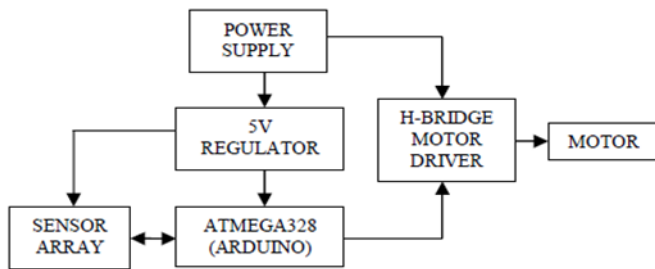 POWER
SUPPLY
5V
REGULATOR
H-BRIDGE
MOTOR
DRIVER
MOTOR
SENSOR
ARRAY
ATMEGA328
(ARDUINO)